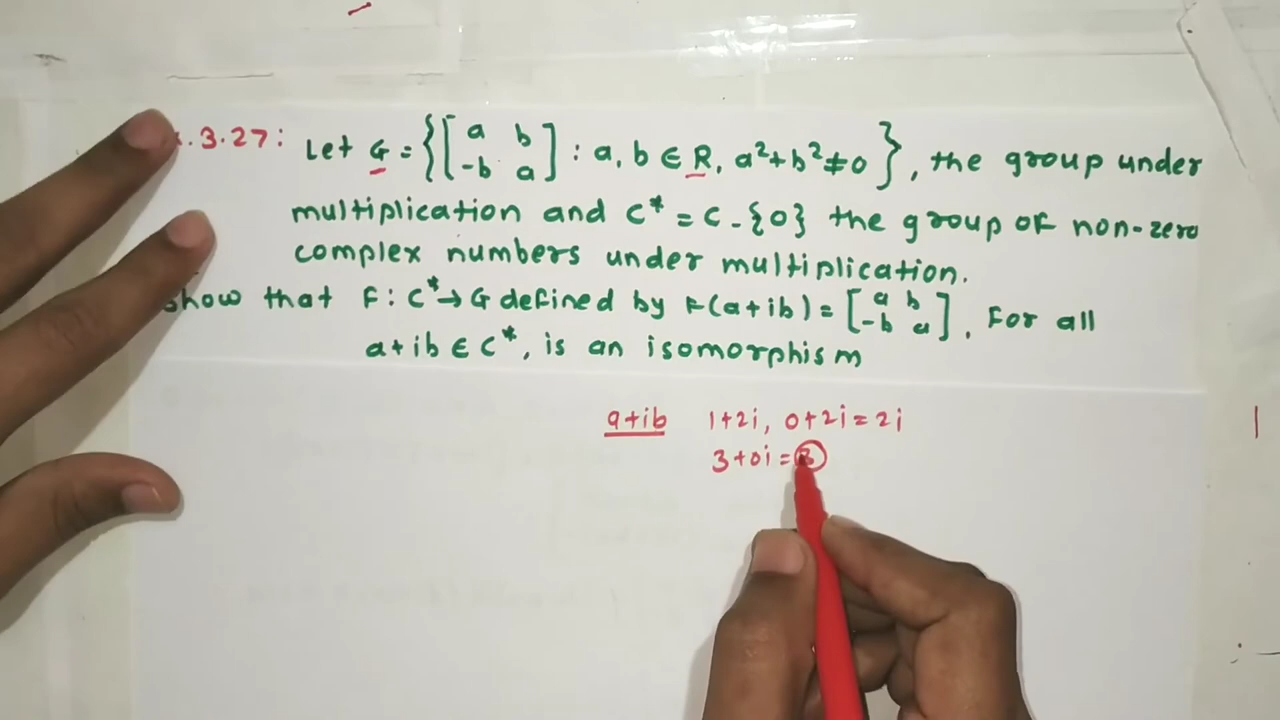 .3.27: Let G = {[a b -b a] : a, b ∈ R, a²+b²≠0}, the group under
multiplication and C* = C - {0} the group of non-zero
complex numbers under multiplication.
Show that F: C*→ G defined by F(a+ib) = [a b -b a], For all
a+ib ∈ C*, is an isomorphism
a+ib 1+2i, 0+2i = 2i
3+0i = 3